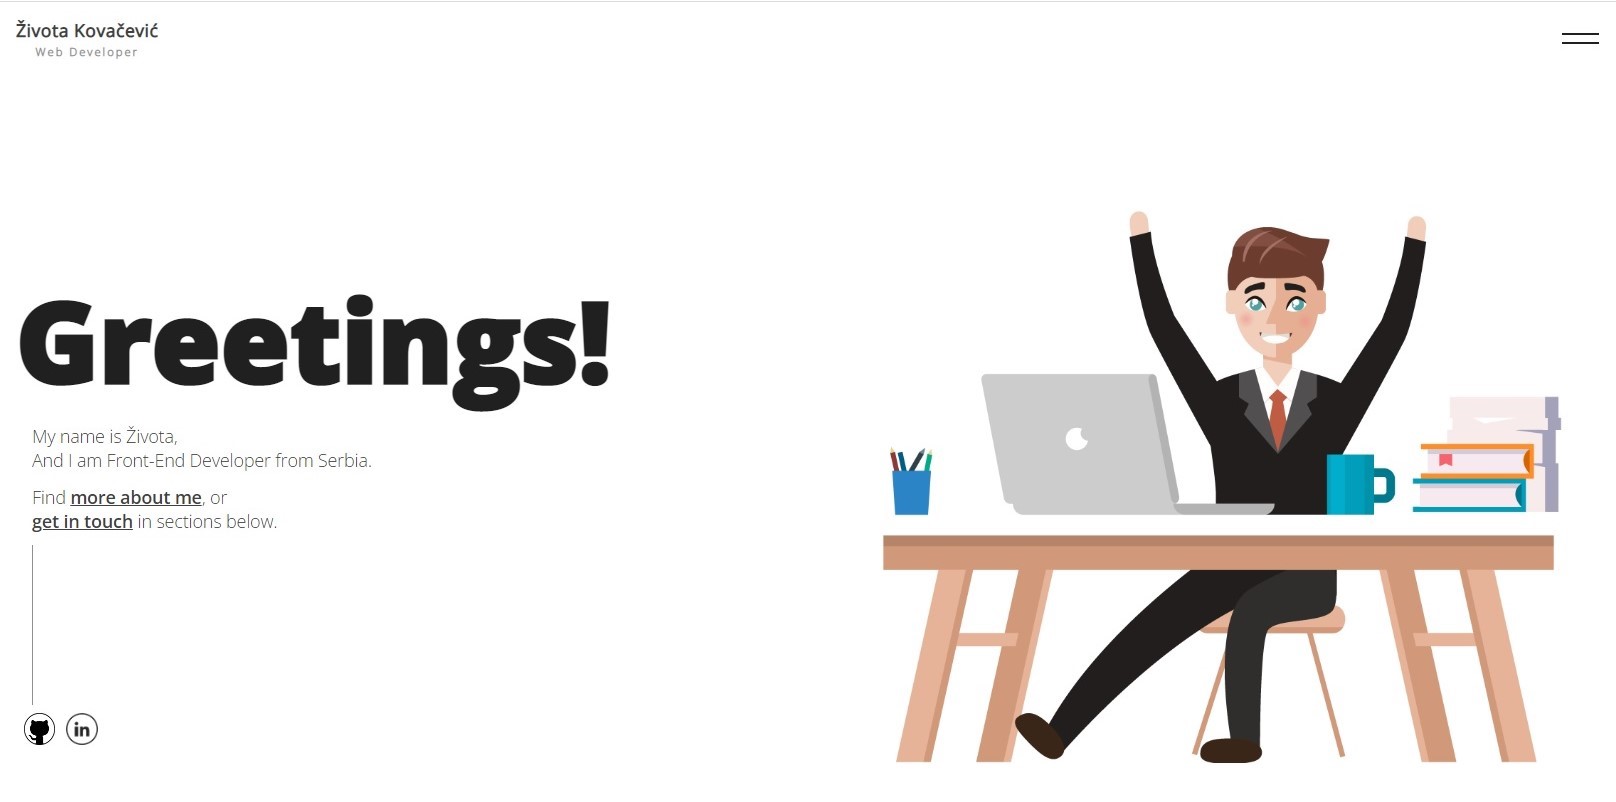 Života Kovačević
Web Developer
Greetings!
My name is Života,
And I am Front-End Developer from Serbia.
Find more about me, or
get in touch in sections below.
in